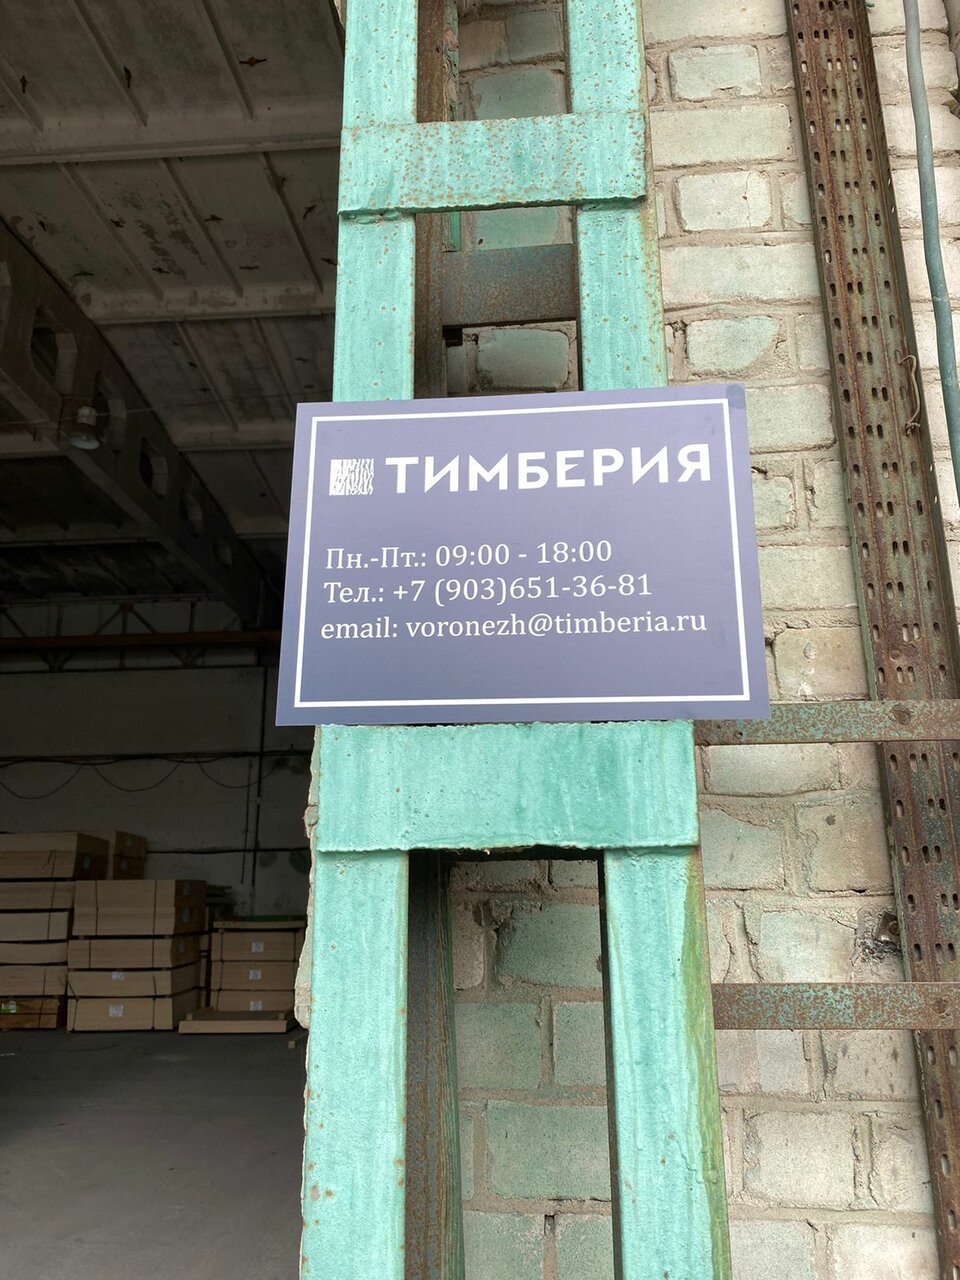 ТИМБЕРИЯ
Пн.-Пт.: 09:00 - 18:00
Тел.: +7 (903)651-36-81
email: voronezh@timberia.ru